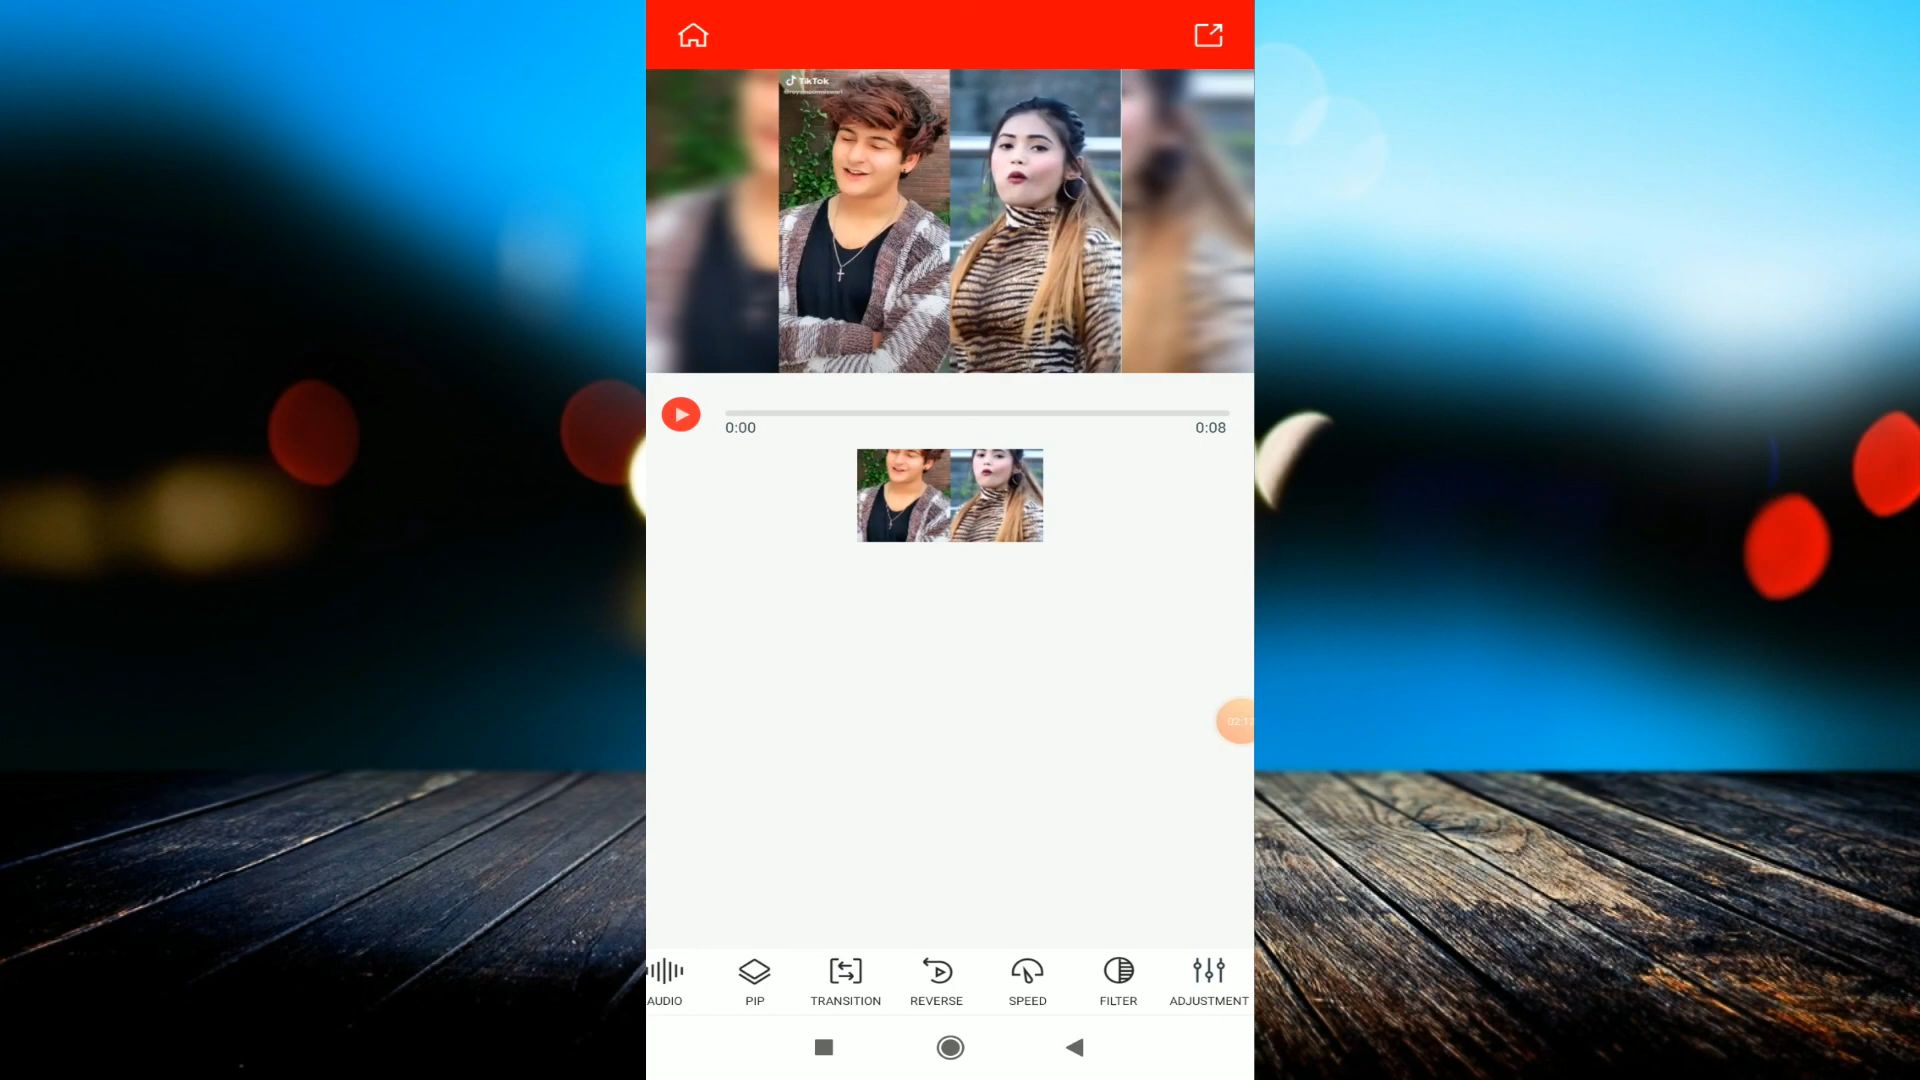 TikTok
0:00
0:08
AUDIO
PIP
TRANSITION
REVERSE
SPEED
FILTER
ADJUSTMENT